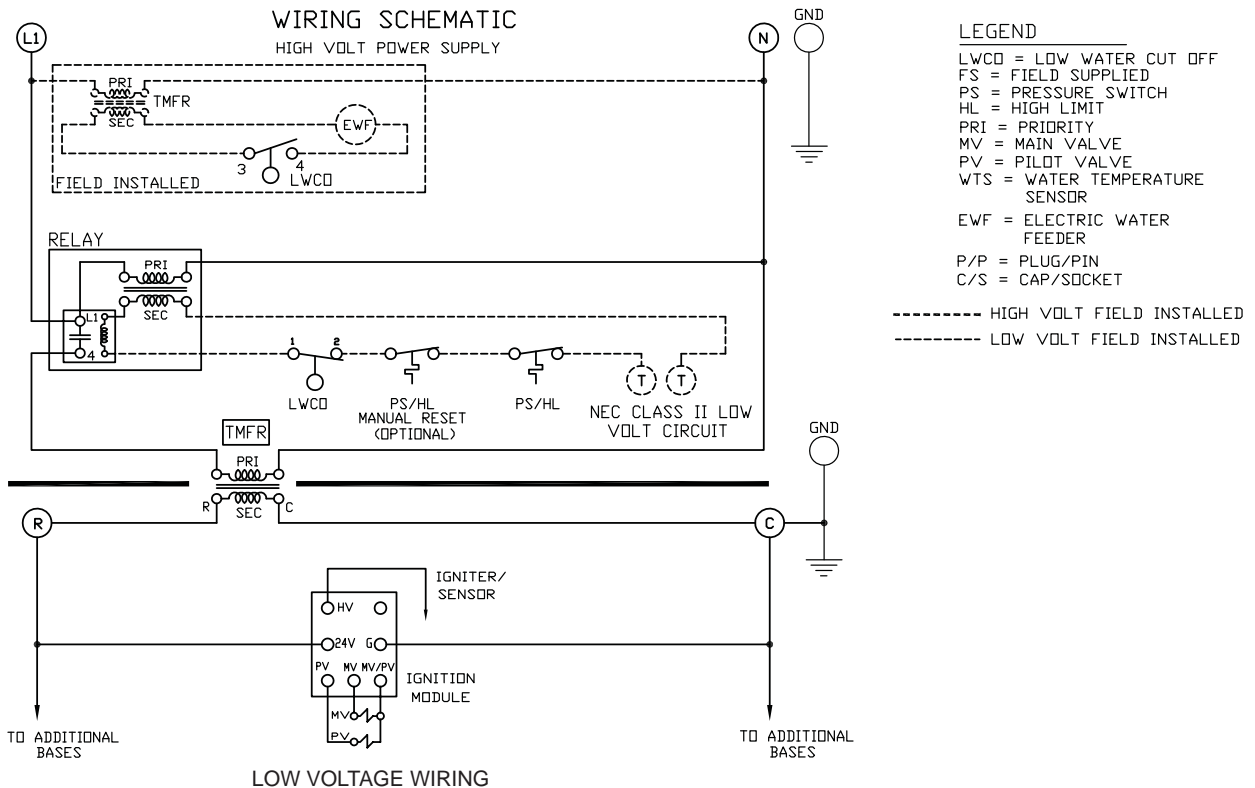 WIRING SCHEMATIC
HIGH VOLT POWER SUPPLY
L1
N
GND
PRI
TMFR
SEC
EWF
3
4
LWCO
FIELD INSTALLED
RELAY
PRI
SEC
L1
4
1
2
LWCO
PS/HL
MANUAL RESET
(OPTIONAL)
PS/HL
T
T
NEC CLASS II LOW
VOLT CIRCUIT
TMFR
PRI
R
SEC
C
GND
R
C
IGNITER/
SENSOR
HV
24V
G
PV
MV
MV/PV
IGNITION
MODULE
MV
PV
TO ADDITIONAL
BASES
TO ADDITIONAL
BASES
LOW VOLTAGE WIRING
LEGEND
LWCO = LOW WATER CUT OFF
FS = FIELD SUPPLIED
PS = PRESSURE SWITCH
HL = HIGH LIMIT
PRI = PRIORITY
MV = MAIN VALVE
PV = PILOT VALVE
WTS = WATER TEMPERATURE
SENSOR
EWF = ELECTRIC WATER
FEEDER
P/P = PLUG/PIN
C/S = CAP/SOCKET
HIGH VOLT FIELD INSTALLED
LOW VOLT FIELD INSTALLED